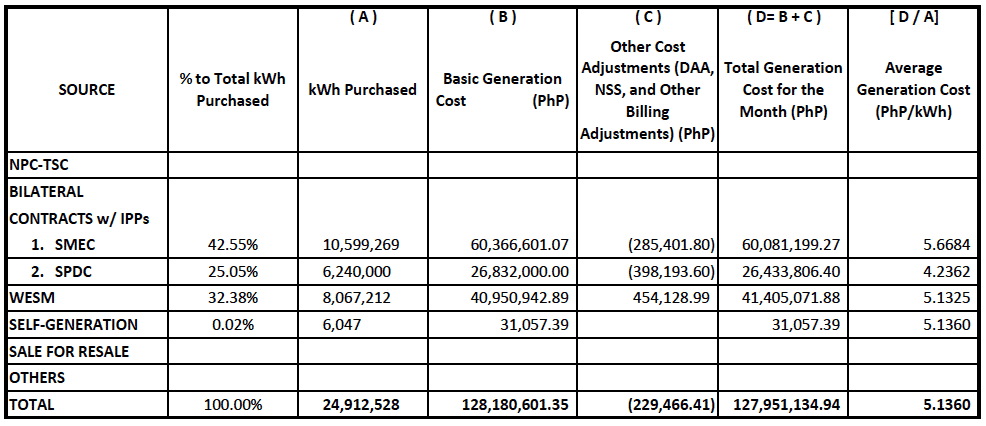 ( A ) ( B ) ( C ) ( D= B + C ) [ D / A]
SOURCE % to Total kWh Purchased kWh Purchased Basic Generation Cost (PhP) Other Cost Adjustments (DAA, NSS, and Other Billing Adjustments) (PhP) Total Generation Cost for the Month (PhP) Average Generation Cost (PhP/kWh)
NPC-TSC
BILATERAL
CONTRACTS w/ IPPs
1. SMEC 42.55% 10,599,269 60,366,601.07 (285,401.80) 60,081,199.27 5.6684
2. SPDC 25.05% 6,240,000 26,832,000.00 (398,193.60) 26,433,806.40 4.2362
WESM 32.38% 8,067,212 40,950,942.89 454,128.99 41,405,071.88 5.1325
SELF-GENERATION 0.02% 6,047 31,057.39 31,057.39 5.1360
SALE FOR RESALE
OTHERS
TOTAL 100.00% 24,912,528 128,180,601.35 (229,466.41) 127,951,134.94 5.1360